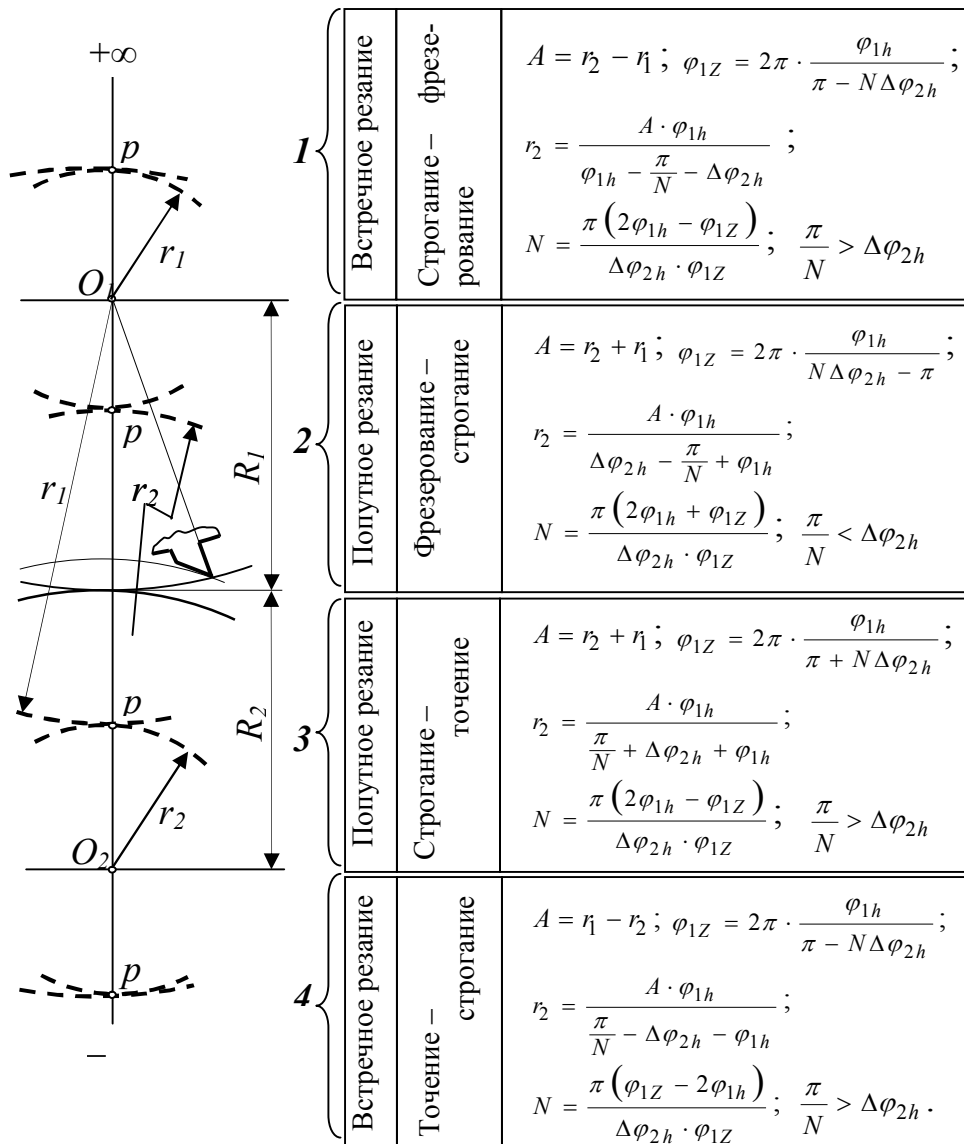 +∞
p
r₁
O₁
p
r₁
r₂
R₁
p
R₂
r₂
O₂
p
–
1
Встречное резание
Строгание – фрезе-
рование
A = r₂ − r₁ ; φ₁Z = 2π · φ₁h / (π − NΔφ₂h) ;
r₂ = A · φ₁h / (φ₁h − π/N − Δφ₂h) ;
N = π (2φ₁h − φ₁Z) / (Δφ₂h · φ₁Z) ; π/N > Δφ₂h
2
Попутное резание
Фрезерование –
строгание
A = r₂ + r₁ ; φ₁Z = 2π · φ₁h / (NΔφ₂h − π) ;
r₂ = A · φ₁h / (Δφ₂h − π/N + φ₁h) ;
N = π (2φ₁h + φ₁Z) / (Δφ₂h · φ₁Z) ; π/N < Δφ₂h
3
Попутное резание
Строгание –
точение
A = r₂ + r₁ ; φ₁Z = 2π · φ₁h / (π + NΔφ₂h) ;
r₂ = A · φ₁h / (π/N + Δφ₂h + φ₁h) ;
N = π (2φ₁h − φ₁Z) / (Δφ₂h · φ₁Z) ; π/N > Δφ₂h
4
Встречное резание
Точение –
строгание
A = r₁ − r₂ ; φ₁Z = 2π · φ₁h / (π − NΔφ₂h) ;
r₂ = A · φ₁h / (π/N − Δφ₂h − φ₁h) ;
N = π (φ₁Z − 2φ₁h) / (Δφ₂h · φ₁Z) ; π/N > Δφ₂h .